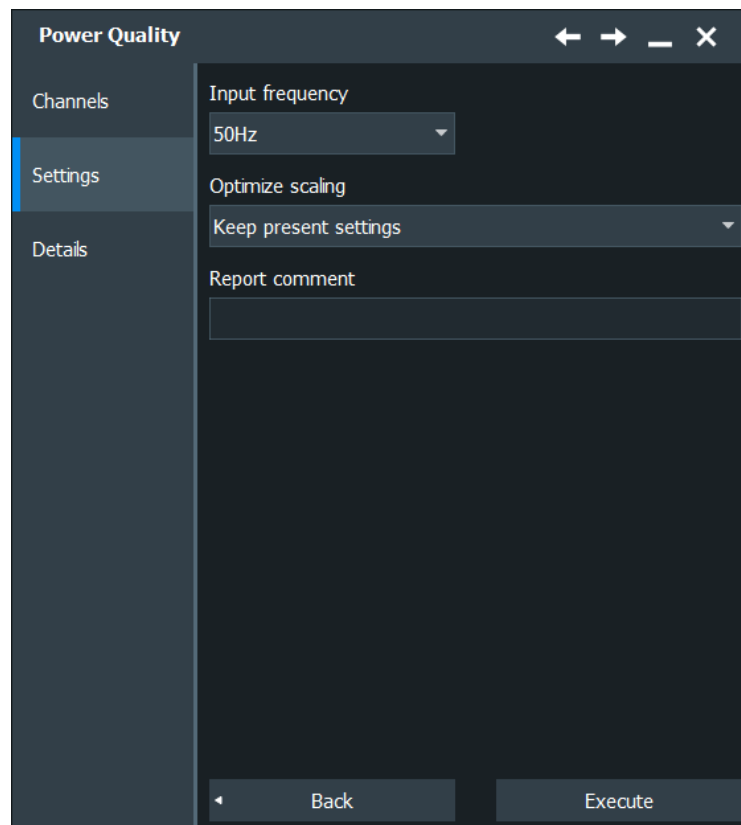 Power Quality
Channels
Settings
Details
Input frequency
50Hz
Optimize scaling
Keep present settings
Report comment
Back
Execute